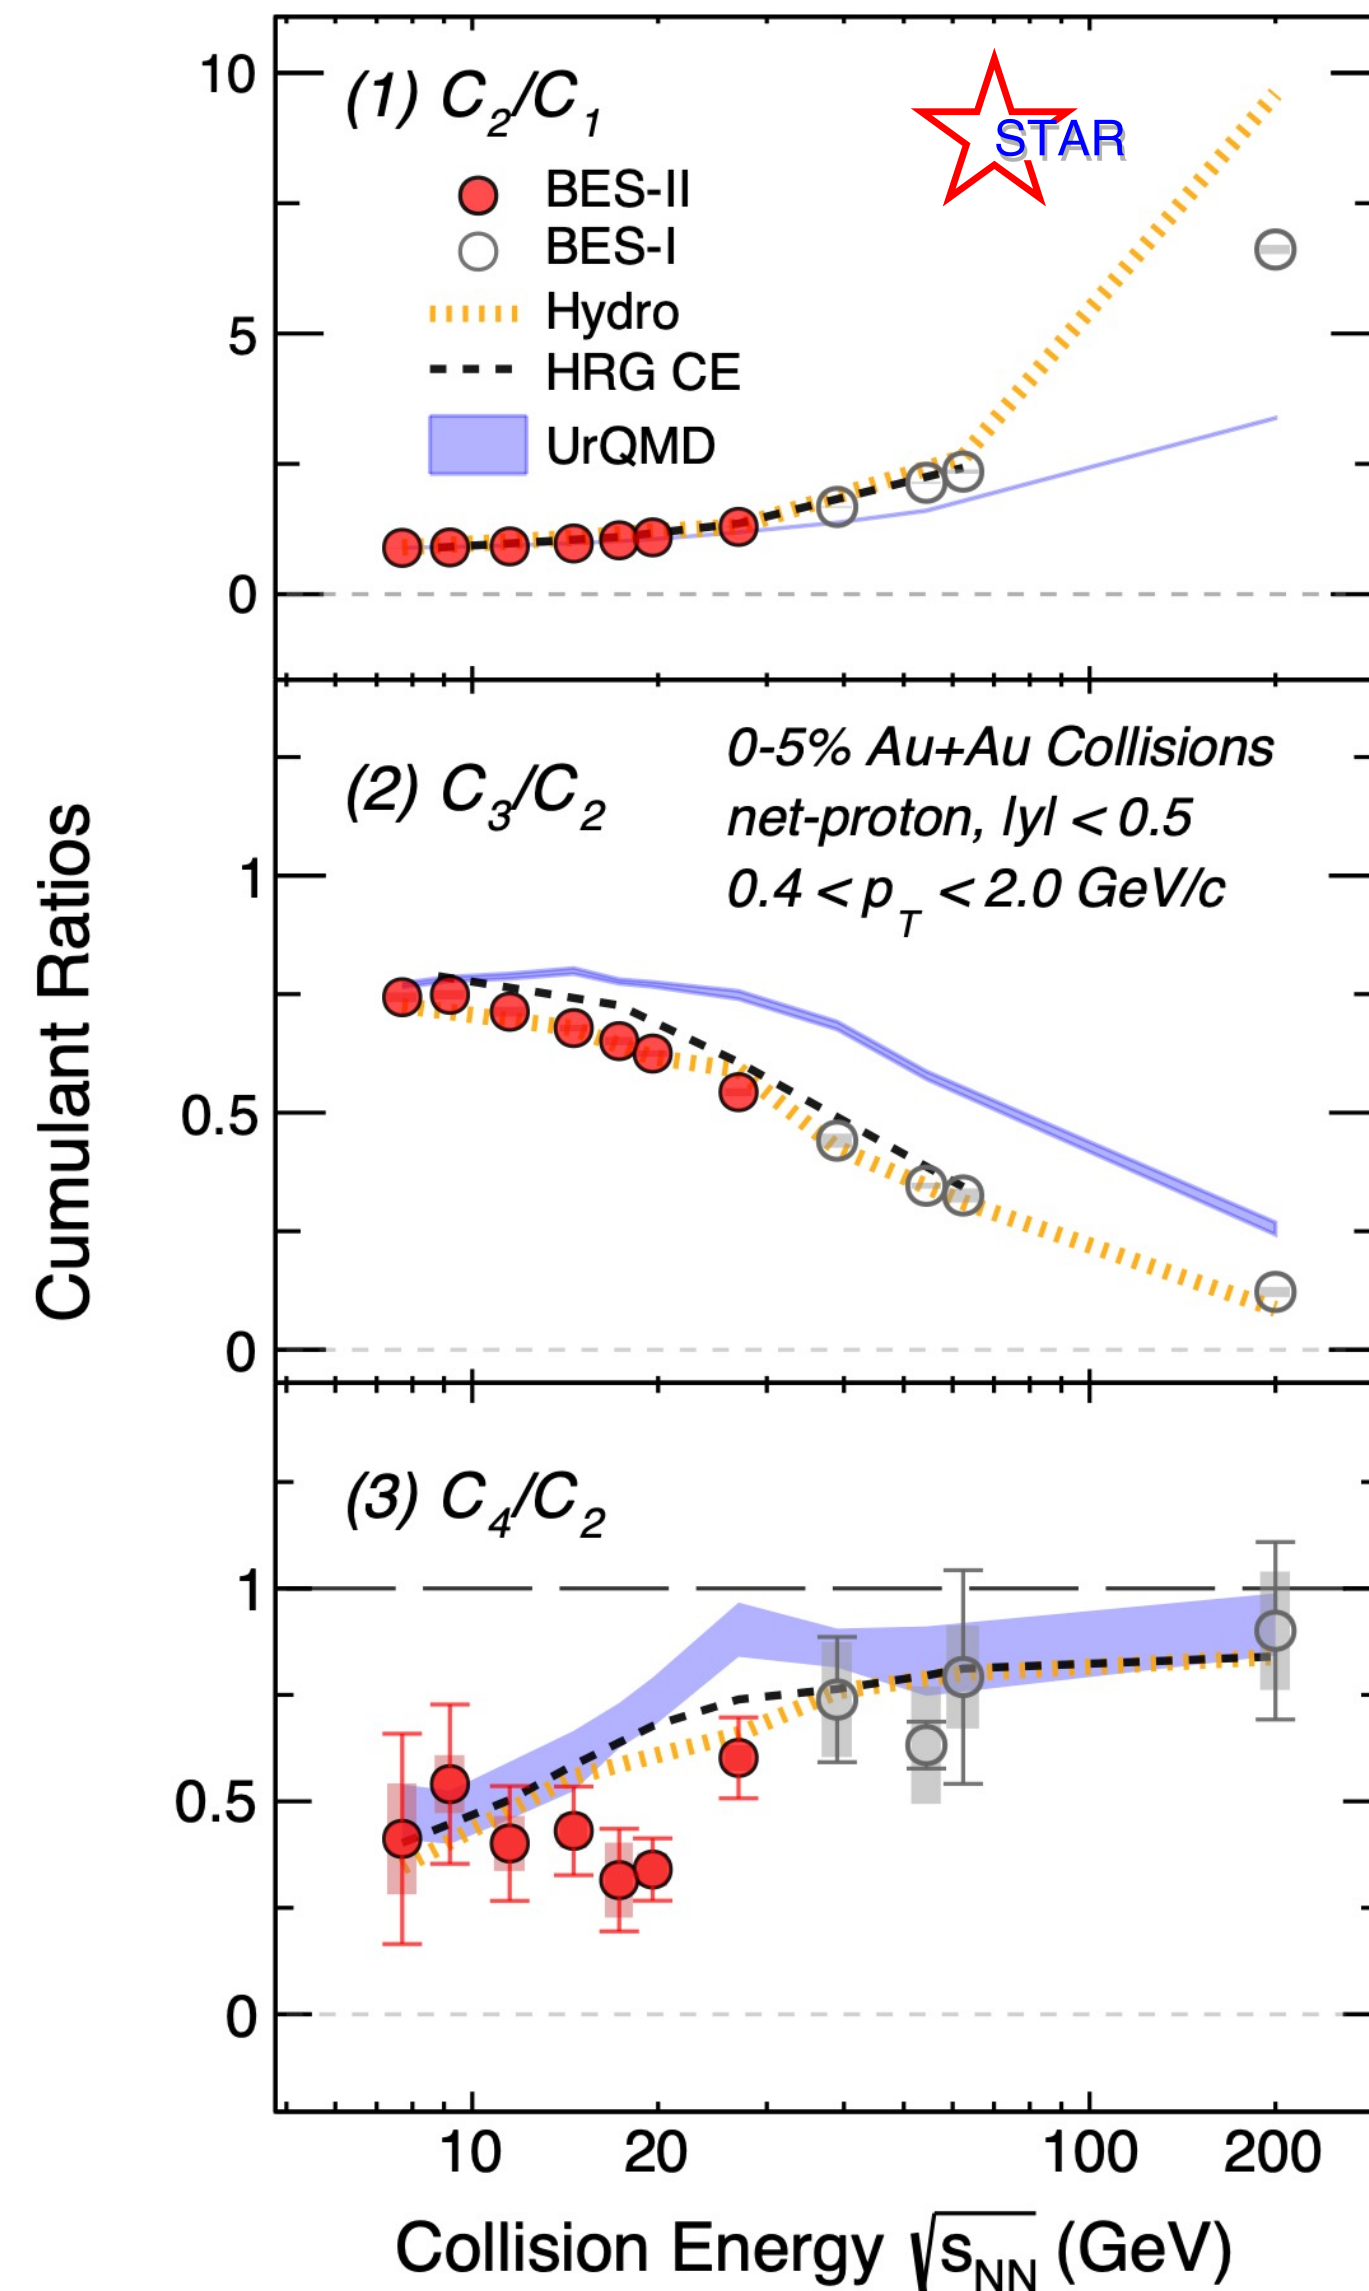 Cumulant Ratios
10
5
0
(1) C2/C1
BES-II
BES-I
Hydro
HRG CE
UrQMD
STAR
1
0.5
0
(2) C3/C2
0-5% Au+Au Collisions
net-proton, lyl < 0.5
0.4 < pT < 2.0 GeV/c
1
0.5
0
(3) C4/C2
10 20 100 200
Collision Energy √sNN (GeV)